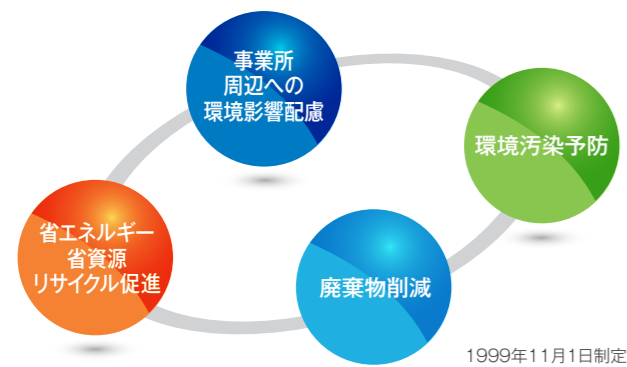 事業所
周辺への
環境影響配慮
環境汚染予防
省エネルギー
省資源
リサイクル促進
廃棄物削減
1999年11月1日制定